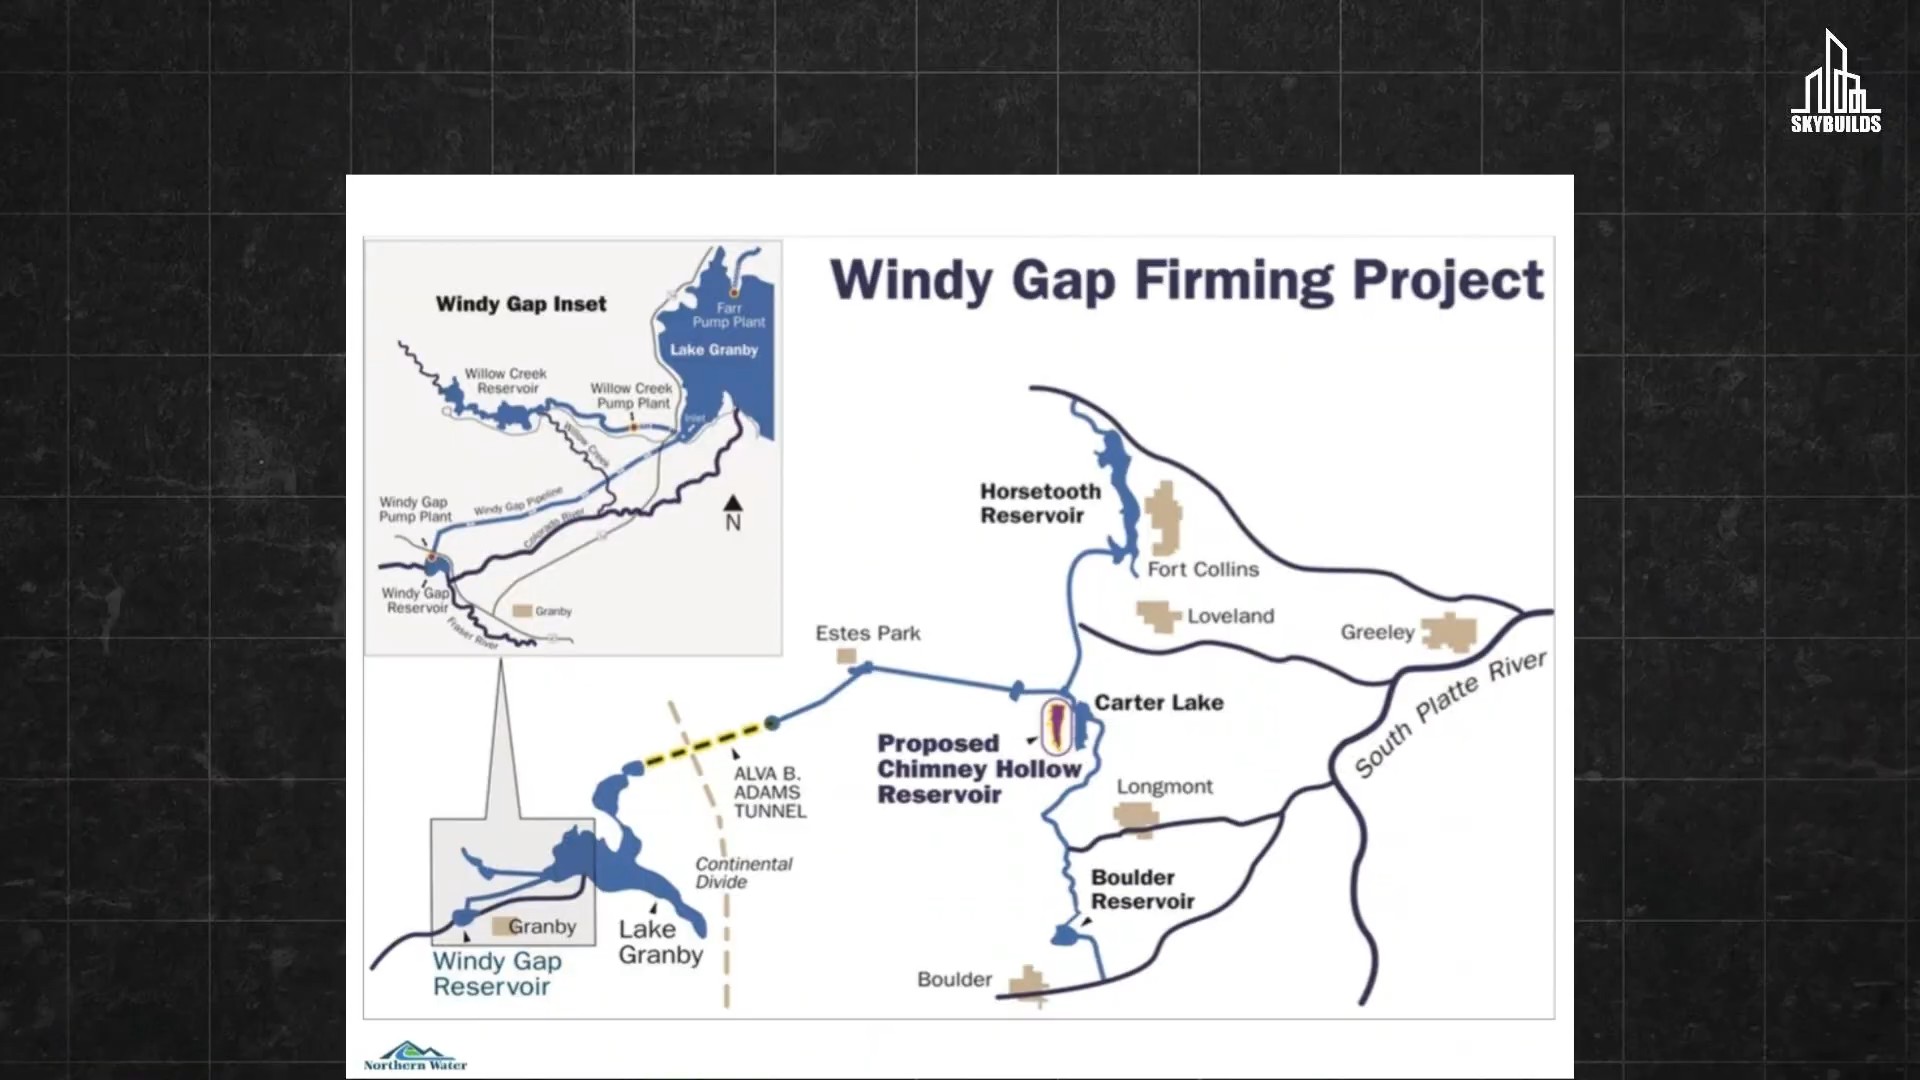 SKYBUILDS
Windy Gap Firming Project
Windy Gap Inset
Farr
Pump Plant
Lake Granby
Willow Creek
Reservoir
Willow Creek
Pump Plant
Inlet
Willow Creek
Windy Gap
Pump Plant
Windy Gap Pipeline
Colorado River
N
Windy Gap
Reservoir
Fraser River
Granby
Horsetooth
Reservoir
Fort Collins
Loveland
Greeley
South Platte River
Estes Park
Carter Lake
Proposed
Chimney Hollow
Reservoir
ALVA B.
ADAMS
TUNNEL
Longmont
Continental
Divide
Boulder
Reservoir
Granby
Lake
Granby
Windy Gap
Reservoir
Boulder
Northern Water